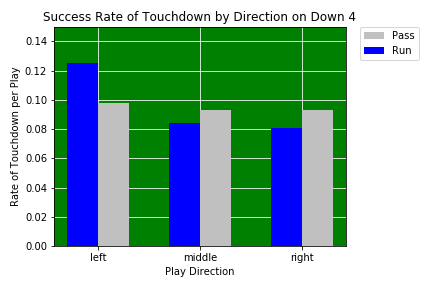 Success Rate of Touchdown by Direction on Down 4
Pass
Run
Rate of Touchdown per Play
0.14
0.12
0.10
0.08
0.06
0.04
0.02
0.00
left
middle
right
Play Direction